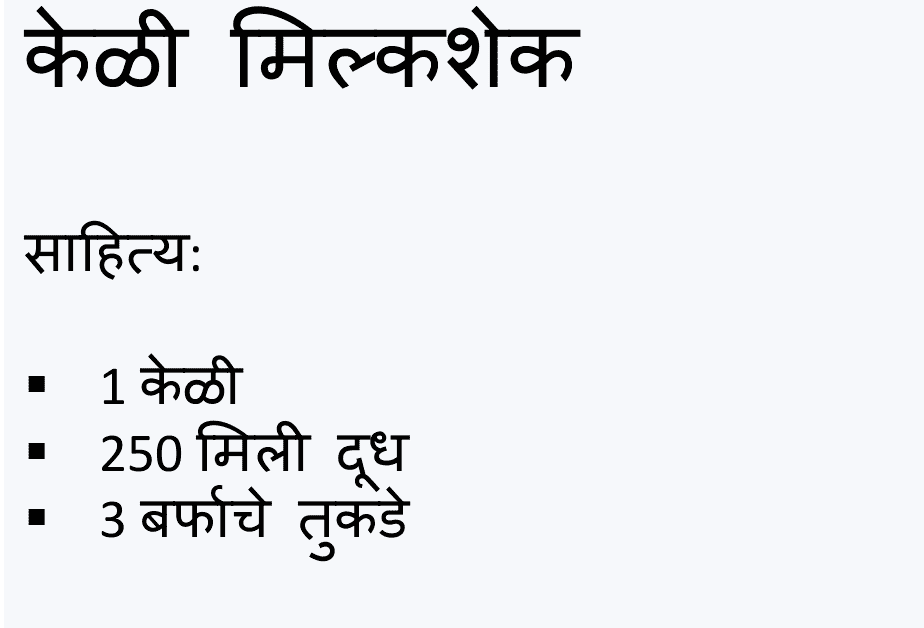 केळी मिल्कशेक
साहित्य:
▪ 1 केळी
▪ 250 मिली दूध
▪ 3 बर्फाचे तुकडे